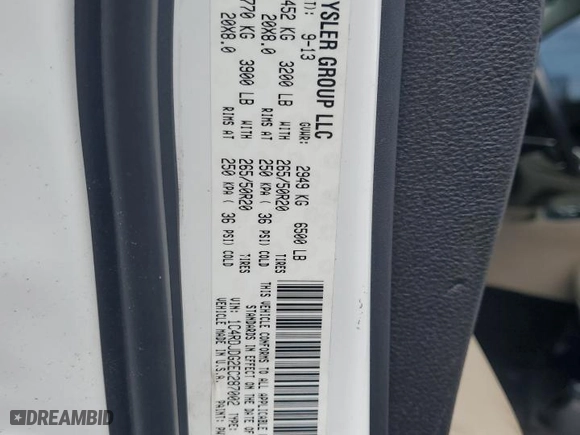 YSLER GROUP LLC
T): 9-13
GVWR: 2949 KG 6500 LB
452 KG 3200 LB WITH 265/50R20 TIRES
20X8.0 RIMS AT 250 KPA ( 36 PSI) COLD
770 KG 3900 LB WITH 265/50R20 TIRES
20X8.0 RIMS AT 250 KPA ( 36 PSI) COLD
THIS VEHICLE CONFORMS TO ALL
STANDARDS IN EFFECT ON THE
APPLICABLE
VIN: 1C4RDJDG2EC287002 TYPE:
VEHICLE MADE IN U.S.A. PAINT: PW
DREAMBID